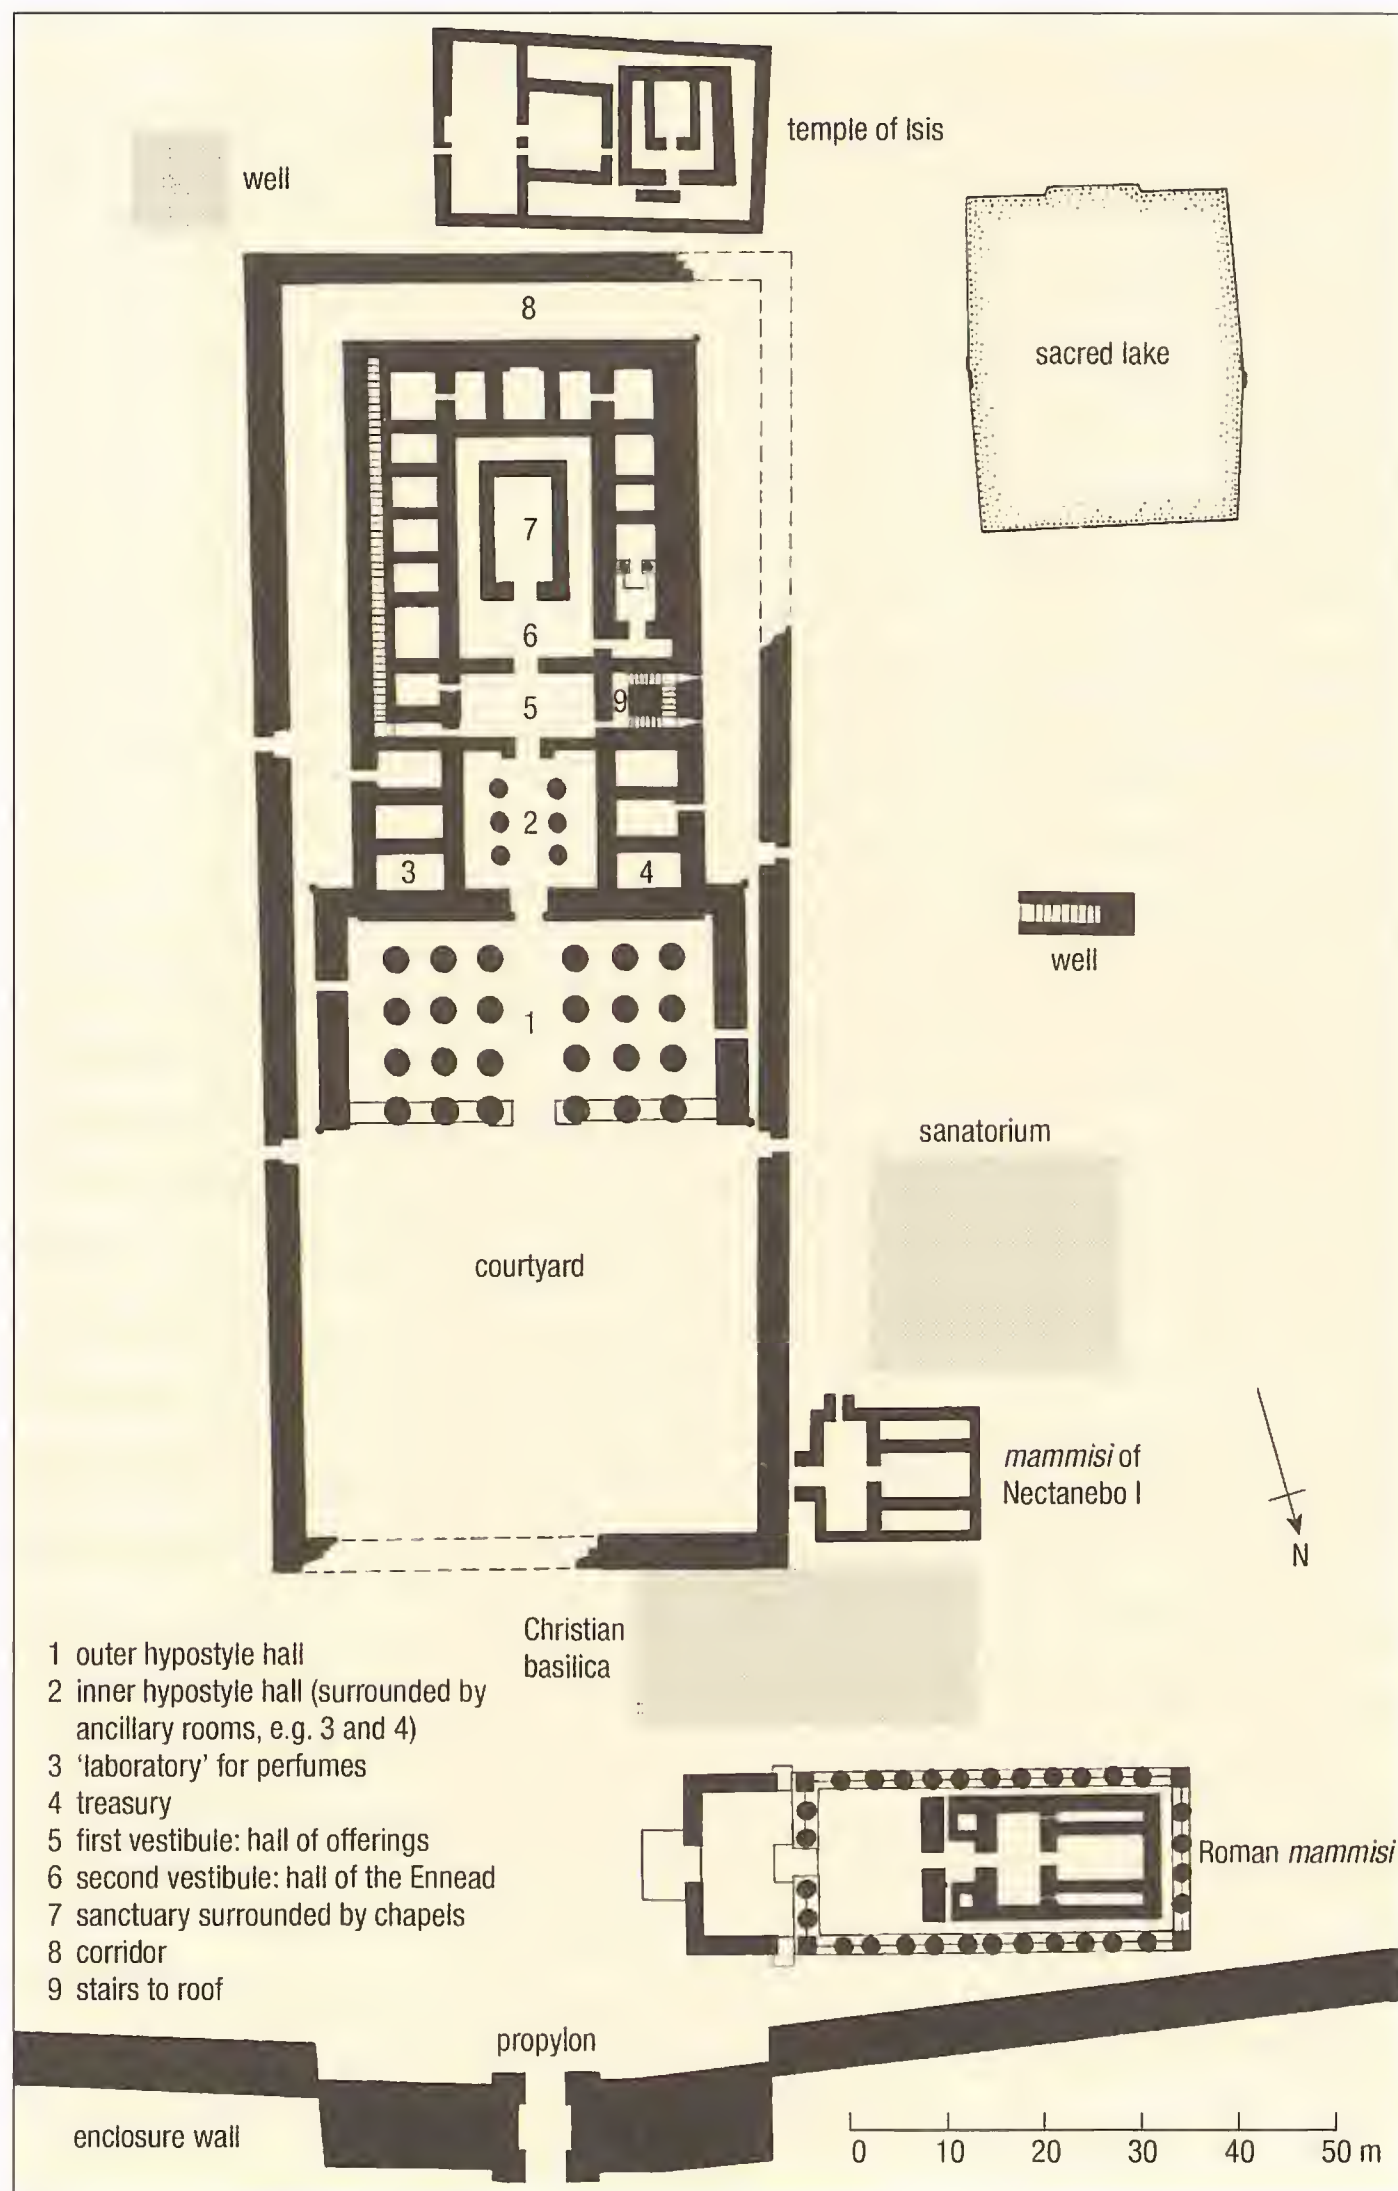 temple of Isis
well
8
sacred lake
7
6
9
5
2
3
4
well
1
sanatorium
courtyard
mammisi of
Nectanebo I
N
Christian
basilica
1 outer hypostyle hall
2 inner hypostyle hall (surrounded by
ancillary rooms, e.g. 3 and 4)
3 ‘laboratory’ for perfumes
4 treasury
5 first vestibule: hall of offerings
6 second vestibule: hall of the Ennead
7 sanctuary surrounded by chapels
8 corridor
9 stairs to roof
Roman mammisi
propylon
enclosure wall
0 10 20 30 40 50 m